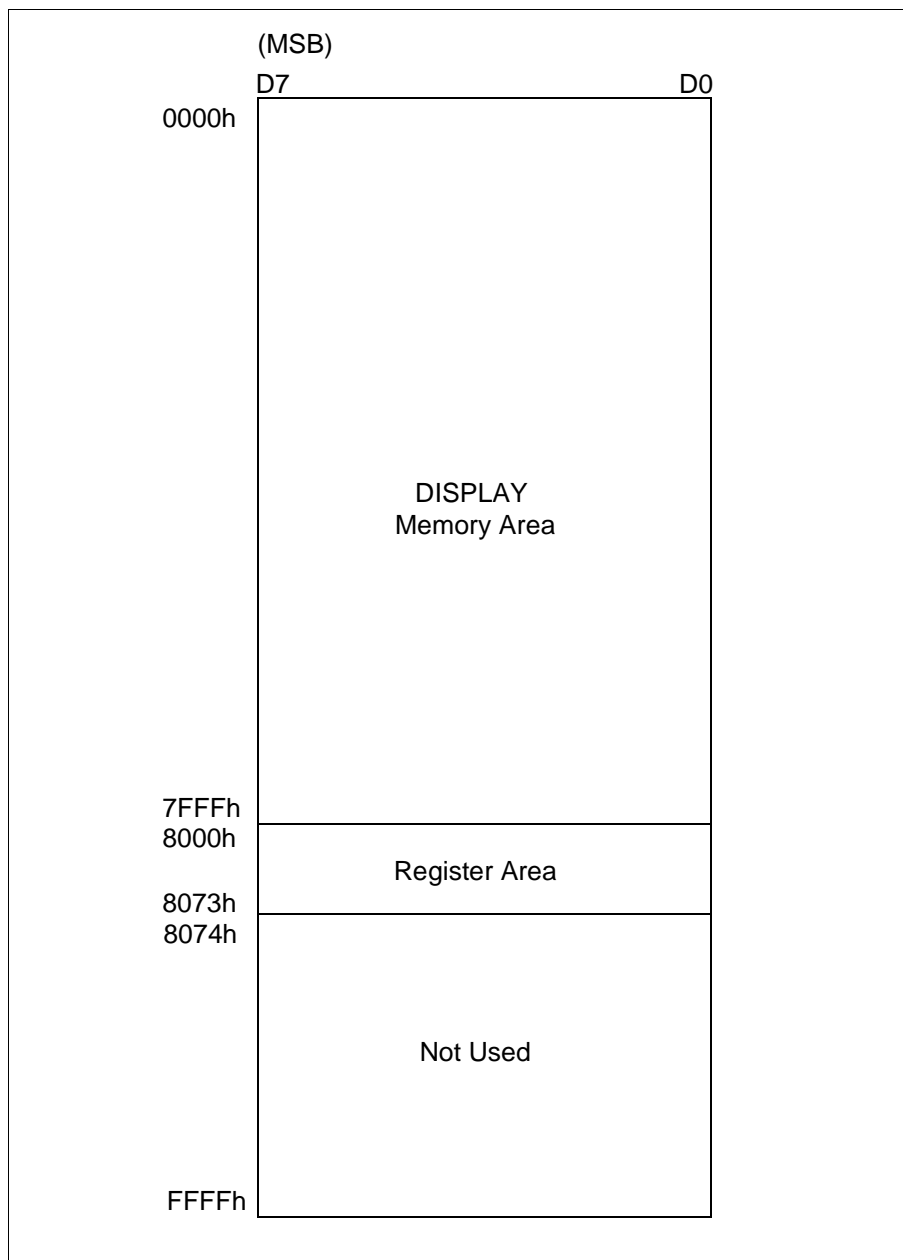 (MSB)
D7 D0
0000h
DISPLAY
Memory Area
7FFFh
8000h
Register Area
8073h
8074h
Not Used
FFFFh